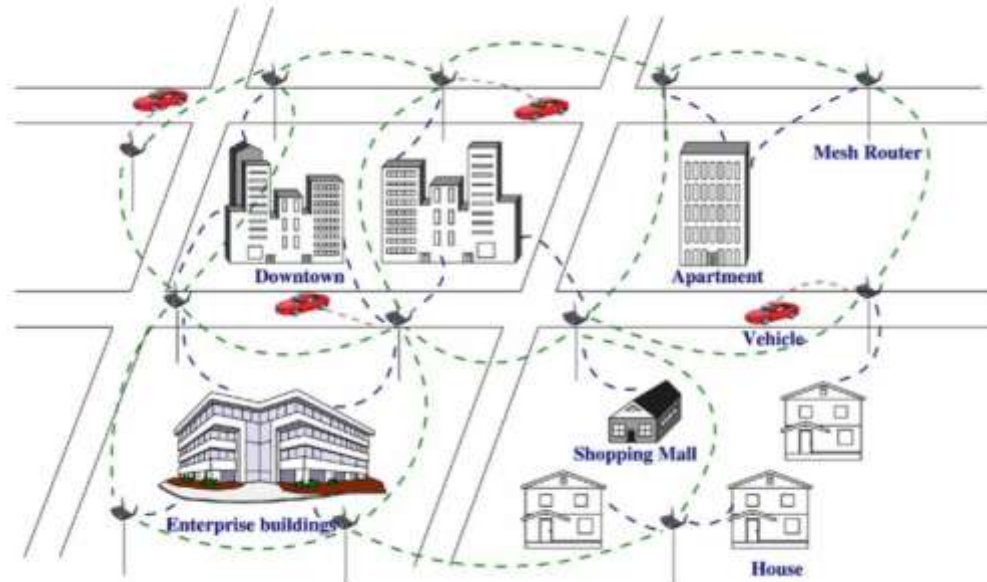 Mesh Router
Downtown
Apartment
Vehicle
Shopping Mall
Enterprise buildings
House